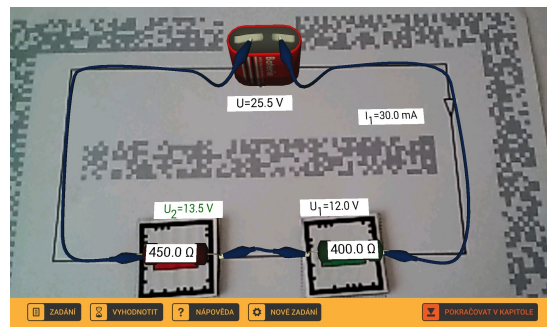 U=25.5 V
I₁=30.0 mA
U₂=13.5 V
U₁=12.0 V
450.0 Ω
400.0 Ω
ZADÁNÍ
VYHODNOTIT
?
NÁPOVĚDA
NOVÉ ZADÁNÍ
POKRAČOVAT V KAPITOLE